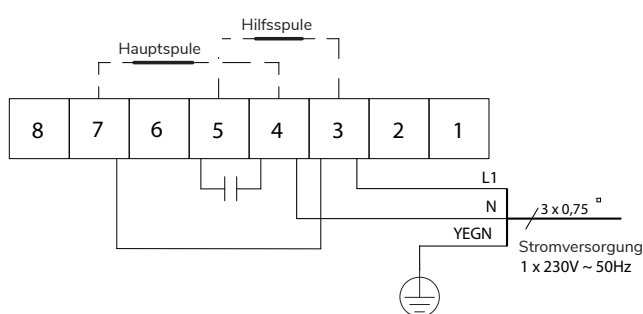 Hilfsspule
Hauptspule
8 7 6 5 4 3 2 1
L1
N
3 x 0,75 □
YEGN
Stromversorgung
1 x 230V ~ 50Hz